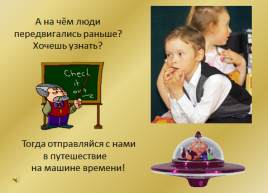 А на чём люди
передвигались раньше?
Хочешь узнать?
Check
it
out
Тогда отправляйся с нами
в путешествие
на машине времени!